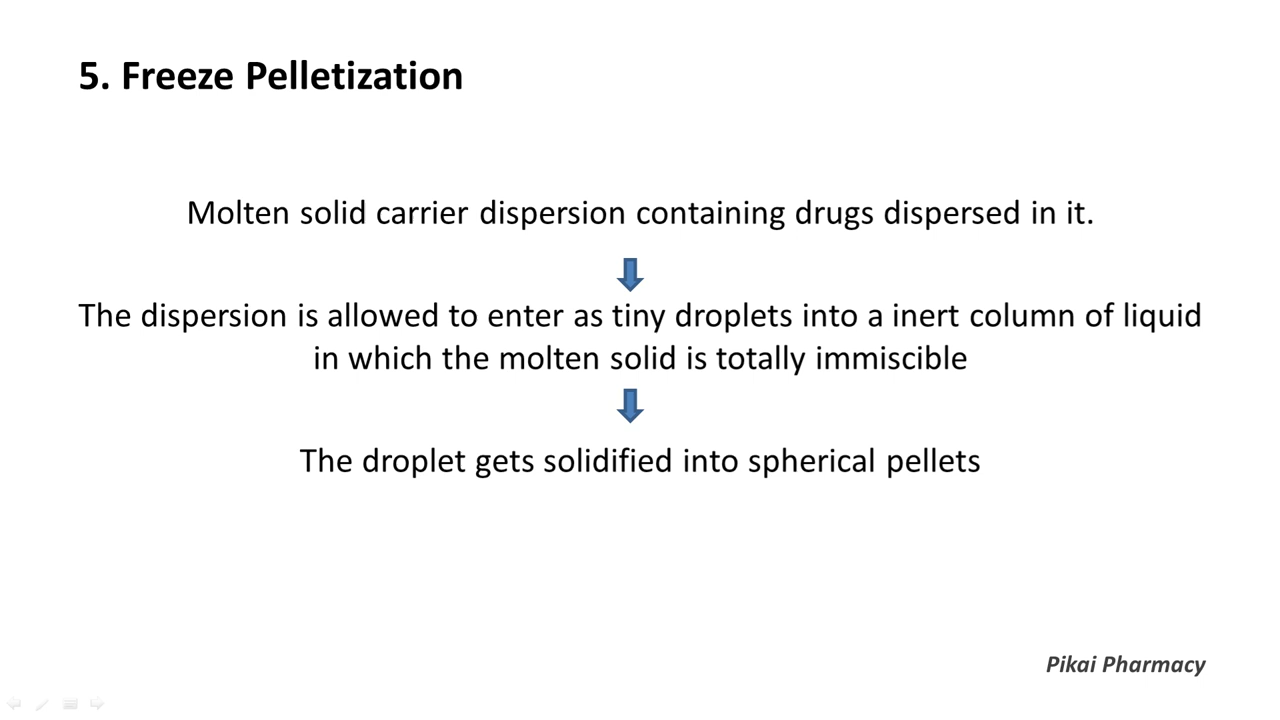 5. Freeze Pelletization
Molten solid carrier dispersion containing drugs dispersed in it.
The dispersion is allowed to enter as tiny droplets into a inert column of liquid
in which the molten solid is totally immiscible
The droplet gets solidified into spherical pellets
Pikai Pharmacy